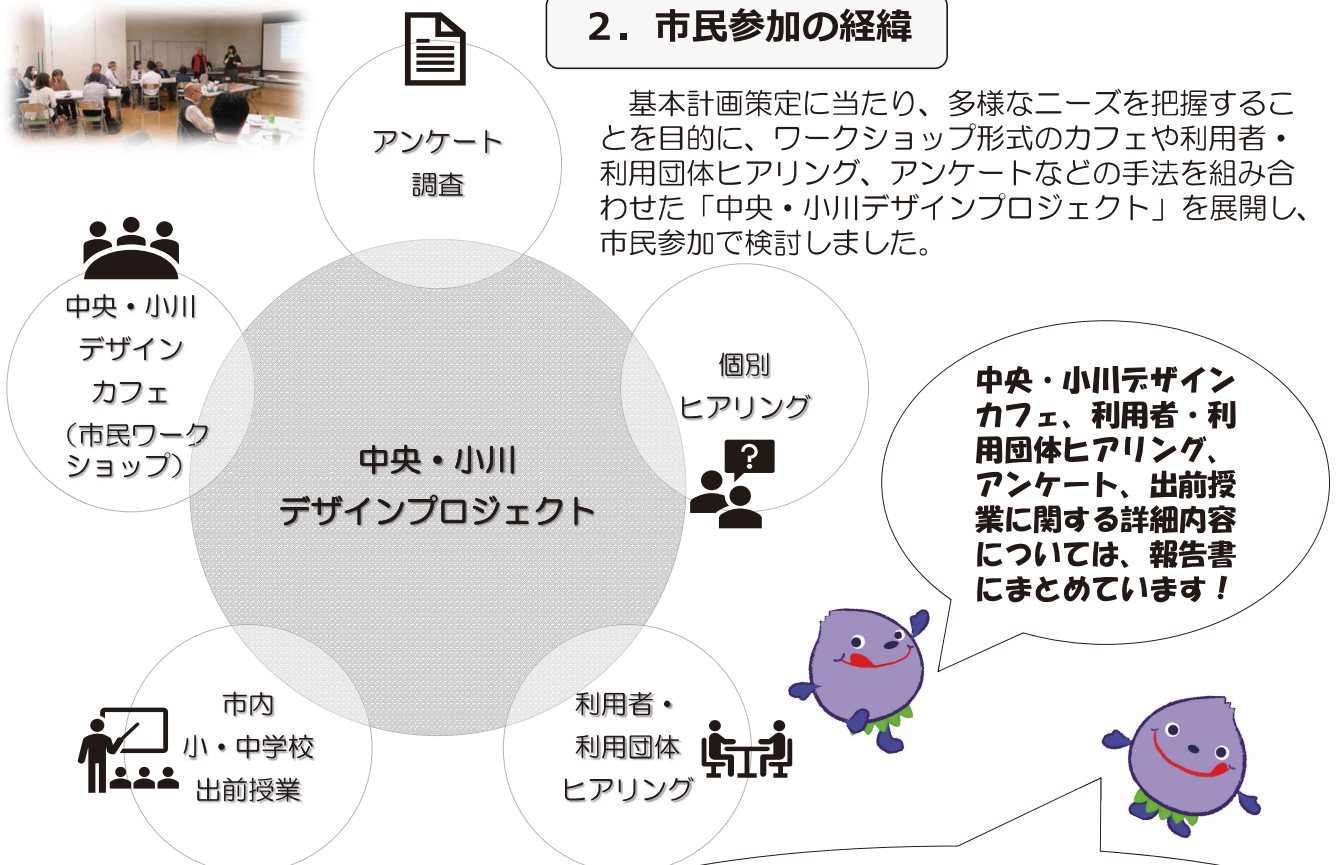 2．市民参加の経緯
基本計画策定に当たり、多様なニーズを把握するこ
とを目的に、ワークショップ形式のカフェや利用者・
利用団体ヒアリング、アンケートなどの手法を組み合
わせた「中央・小川デザインプロジェクト」を展開し、
市民参加で検討しました。
アンケート
調査
中央・小川
デザイン
カフェ
（市民ワーク
ショップ）
個別
ヒアリング
?
中央・小川
デザインプロジェクト
市内
小・中学校
出前授業
利用者・
利用団体
ヒアリング
中央・小川デザイン
カフェ、利用者・利
用団体ヒアリング、
アンケート、出前授
業に関する詳細内容
については、報告書
にまとめています！